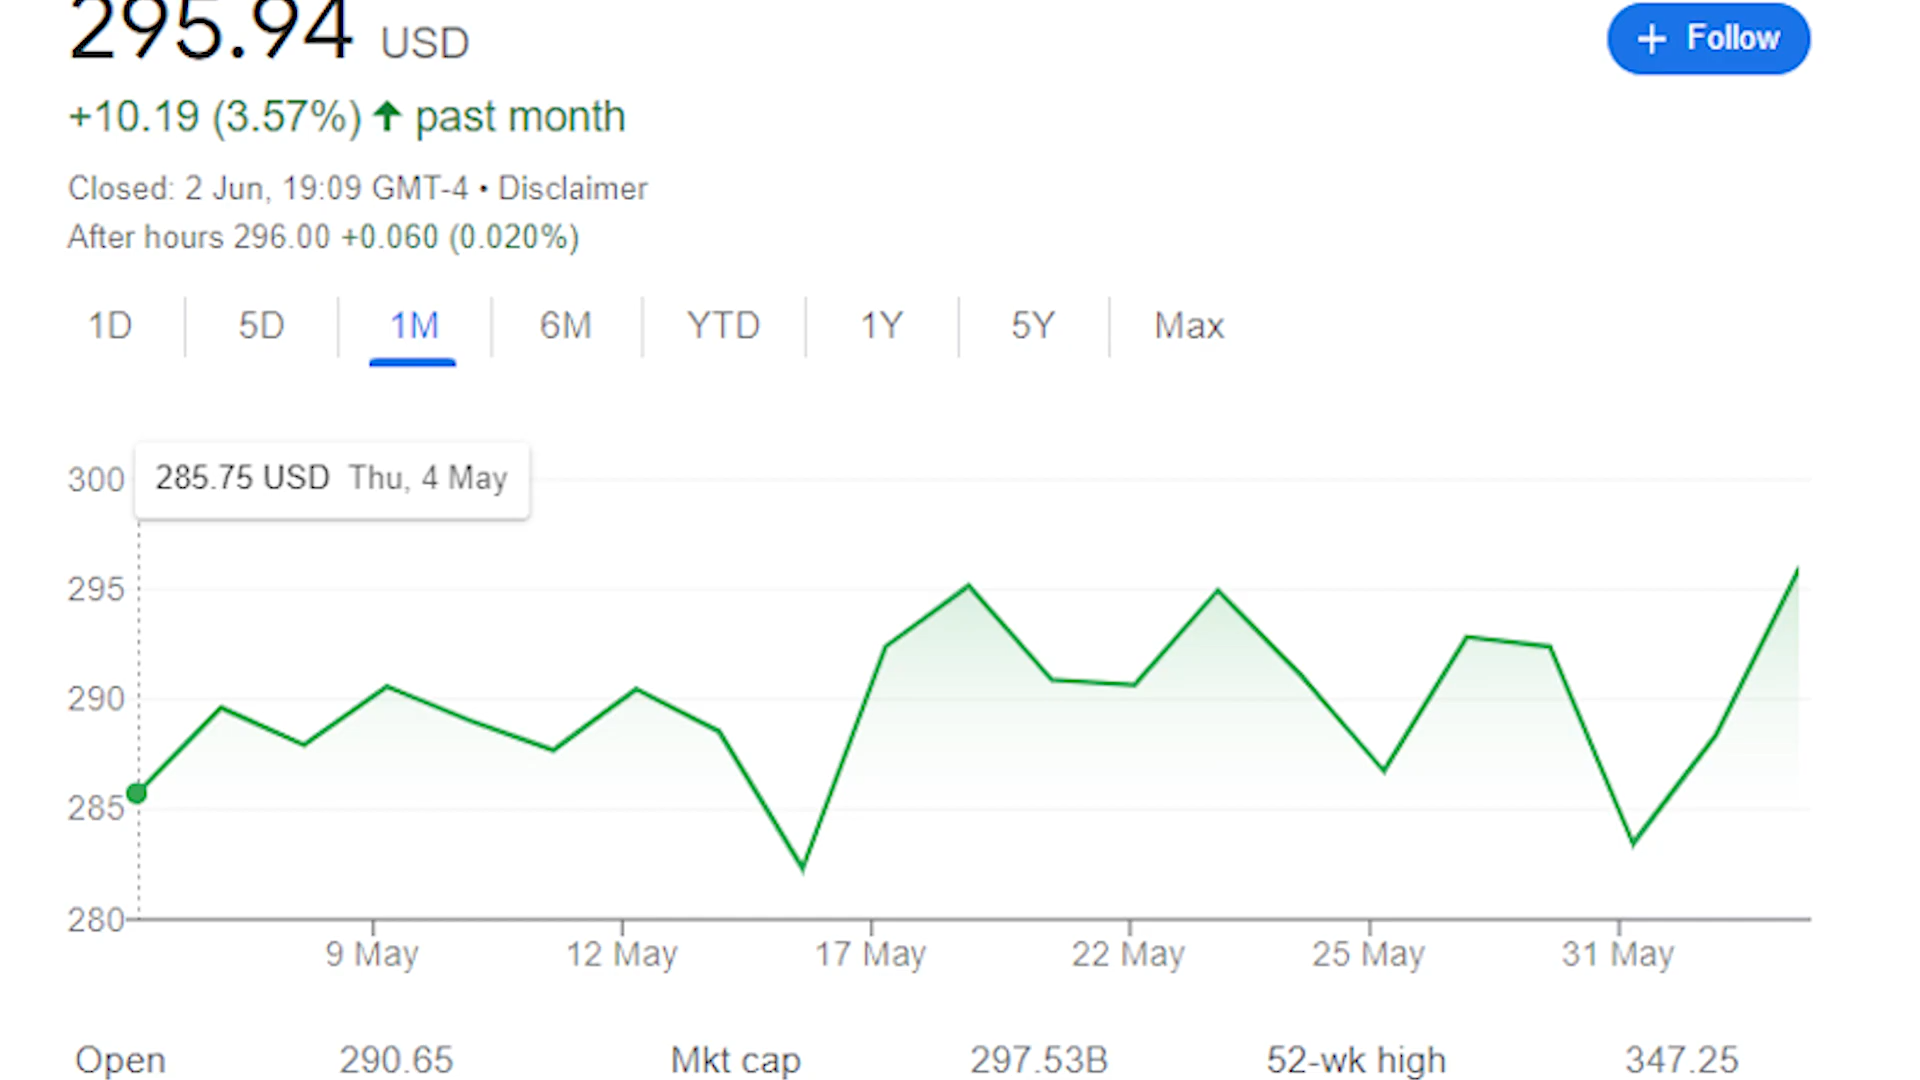 295.94 USD
+ Follow
+10.19 (3.57%) ↑ past month
Closed: 2 Jun, 19:09 GMT-4 • Disclaimer
After hours 296.00 +0.060 (0.020%)
1D 5D 1M 6M YTD 1Y 5Y Max
285.75 USD Thu, 4 May
300
295
290
285
280
9 May 12 May 17 May 22 May 25 May 31 May
Open 290.65 Mkt cap 297.53B 52-wk high 347.25